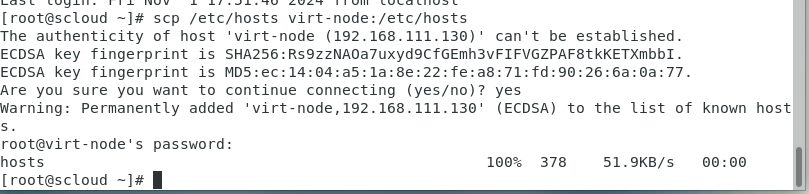 Last login: Fri Nov  1 17:51:46 2024 from localhost
[root@scloud ~]# scp /etc/hosts virt-node:/etc/hosts
The authenticity of host 'virt-node (192.168.111.130)' can't be established.
ECDSA key fingerprint is SHA256:Rs9zzNAOa7uxyd9CfGEmh3vFIFVGZPAF8tkKETXmbbI.
ECDSA key fingerprint is MD5:ec:14:04:a5:1a:8e:22:fe:a8:71:fd:90:26:6a:0a:77.
Are you sure you want to continue connecting (yes/no)? yes
Warning: Permanently added 'virt-node,192.168.111.130' (ECDSA) to the list of known host
s.
root@virt-node's password:
hosts                                         100%  378    51.9KB/s   00:00
[root@scloud ~]#